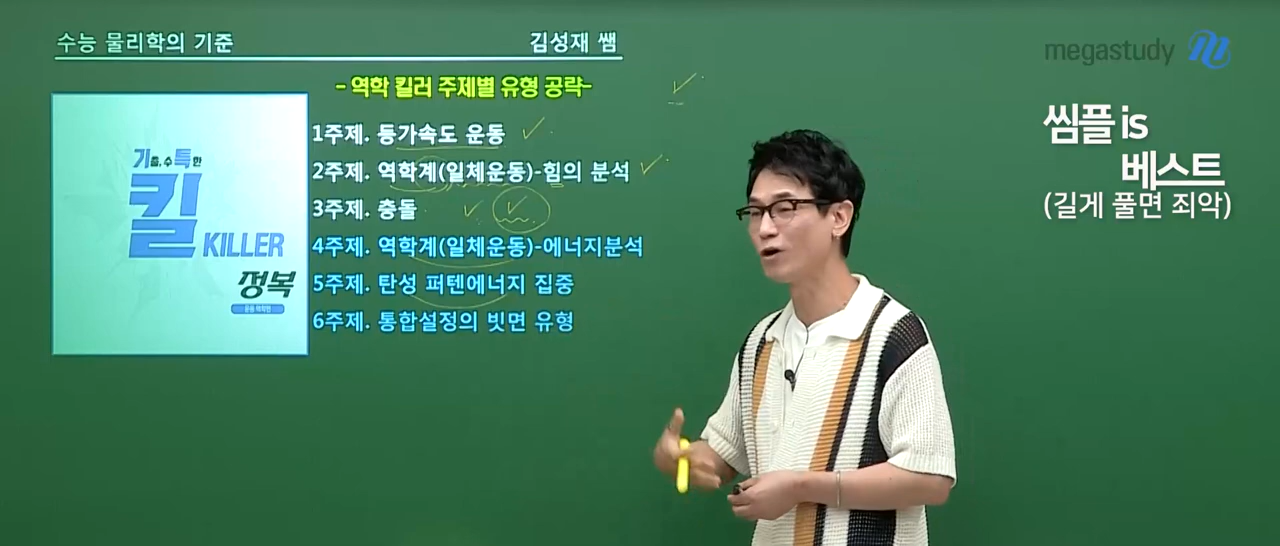 수능 물리학의 기준
김성재 쌤
megastudy
- 역학 킬러 주제별 유형 공략-
1주제. 등가속도 운동
2주제. 역학계(일체운동)-힘의 분석
3주제. 충돌
4주제. 역학계(일체운동)-에너지분석
5주제. 탄성 퍼텐에너지 집중
6주제. 통합설정의 빗면 유형
기출,수특한
킬
KILLER
정복
씸플 is
베스트
(길게 풀면 죄악)